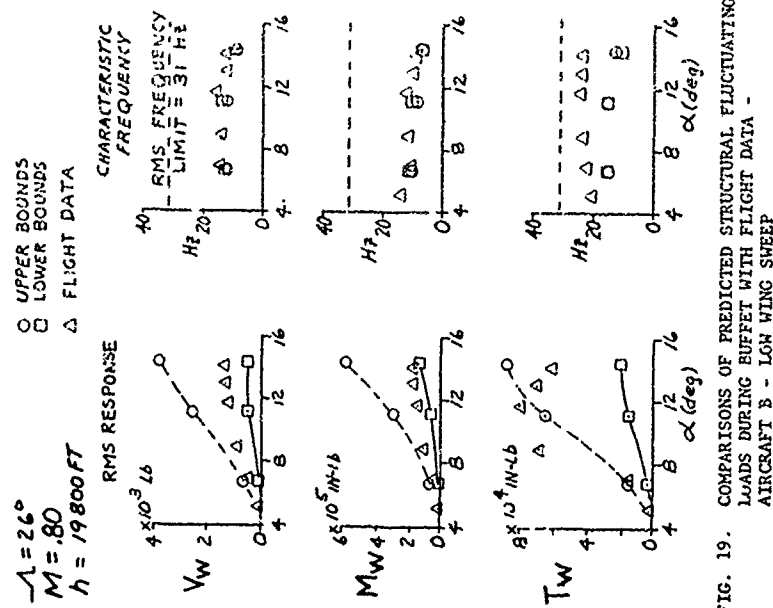 Λ = 26°
M = .80
h = 19800 FT
○ UPPER BOUNDS
□ LOWER BOUNDS
△ FLIGHT DATA
RMS RESPONSE
CHARACTERISTIC
FREQUENCY
4 ×10³ Lb
VW 2
0
4 8 12 16
40
RMS FREQUENCY
LIMIT = 31 Hz
Hz 20
0
4 8 12 16
6 ×10⁵ IN-Lb
MW 4
2
0
4 8 12 16
40
Hz 20
0
4 8 12 16
8 ×10⁴ IN-Lb
TW 4
0
4 8 12 16
α (deg)
40
Hz 20
0
4 8 12 16
α (deg)
FIG. 19. COMPARISONS OF PREDICTED STRUCTURAL FLUCTUATING
LOADS DURING BUFFET WITH FLIGHT DATA -
AIRCRAFT B - LOW WING SWEEP